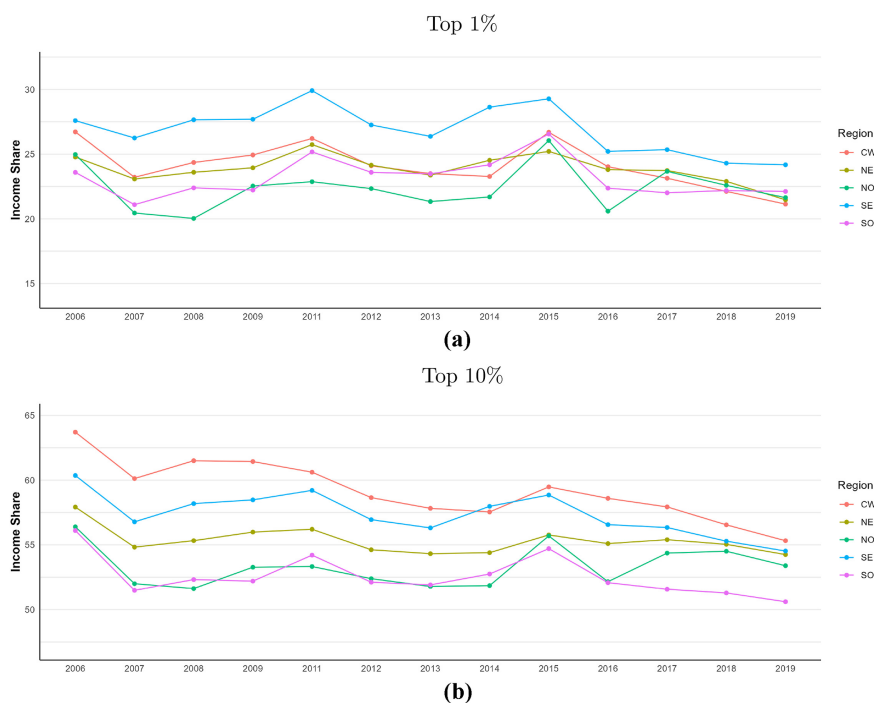 Top 1%
Income Share
30
25
20
15
2006 2007 2008 2009 2011 2012 2013 2014 2015 2016 2017 2018 2019
Region
CW
NE
NO
SE
SO
(a)
Top 10%
Income Share
65
60
55
50
2006 2007 2008 2009 2011 2012 2013 2014 2015 2016 2017 2018 2019
Region
CW
NE
NO
SE
SO
(b)